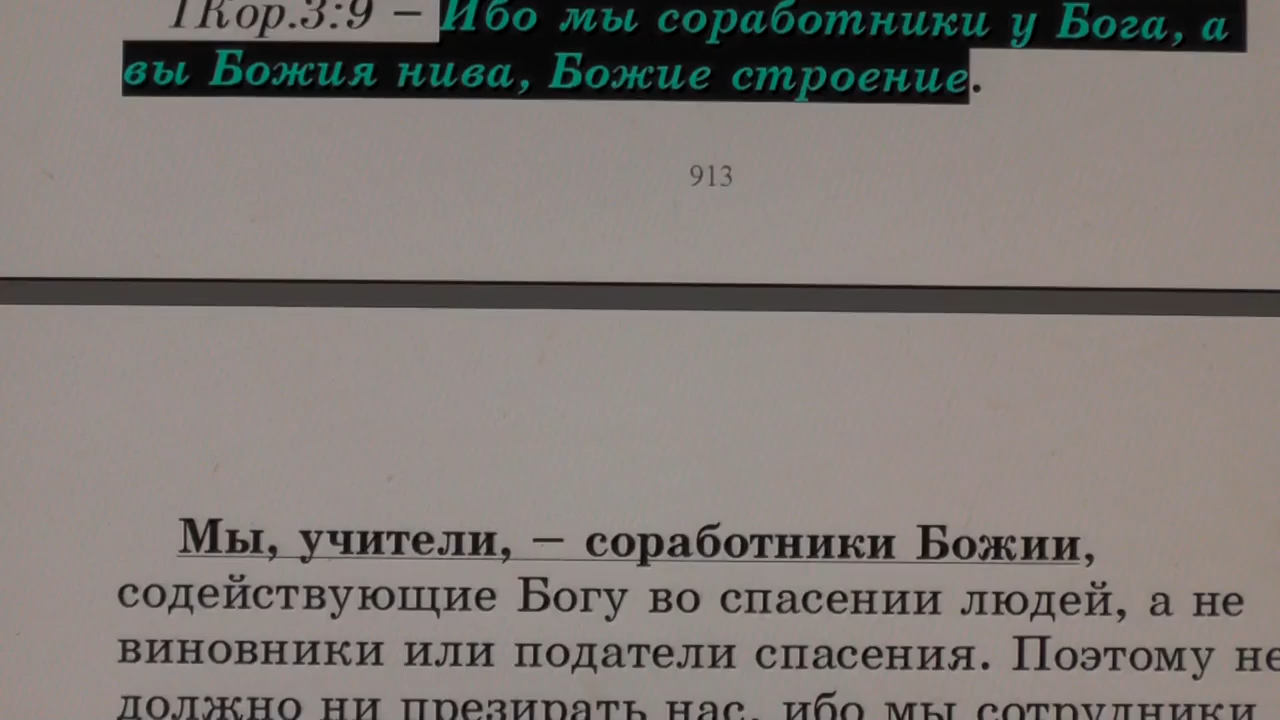 1Кор.3:9 – Ибо мы соработники у Бога, а
вы Божия нива, Божие строение.
913
Мы, учители, – соработники Божии,
содействующие Богу во спасении людей, а не
виновники или податели спасения. Поэтому не
должно ни презирать нас, ибо мы сотрудники